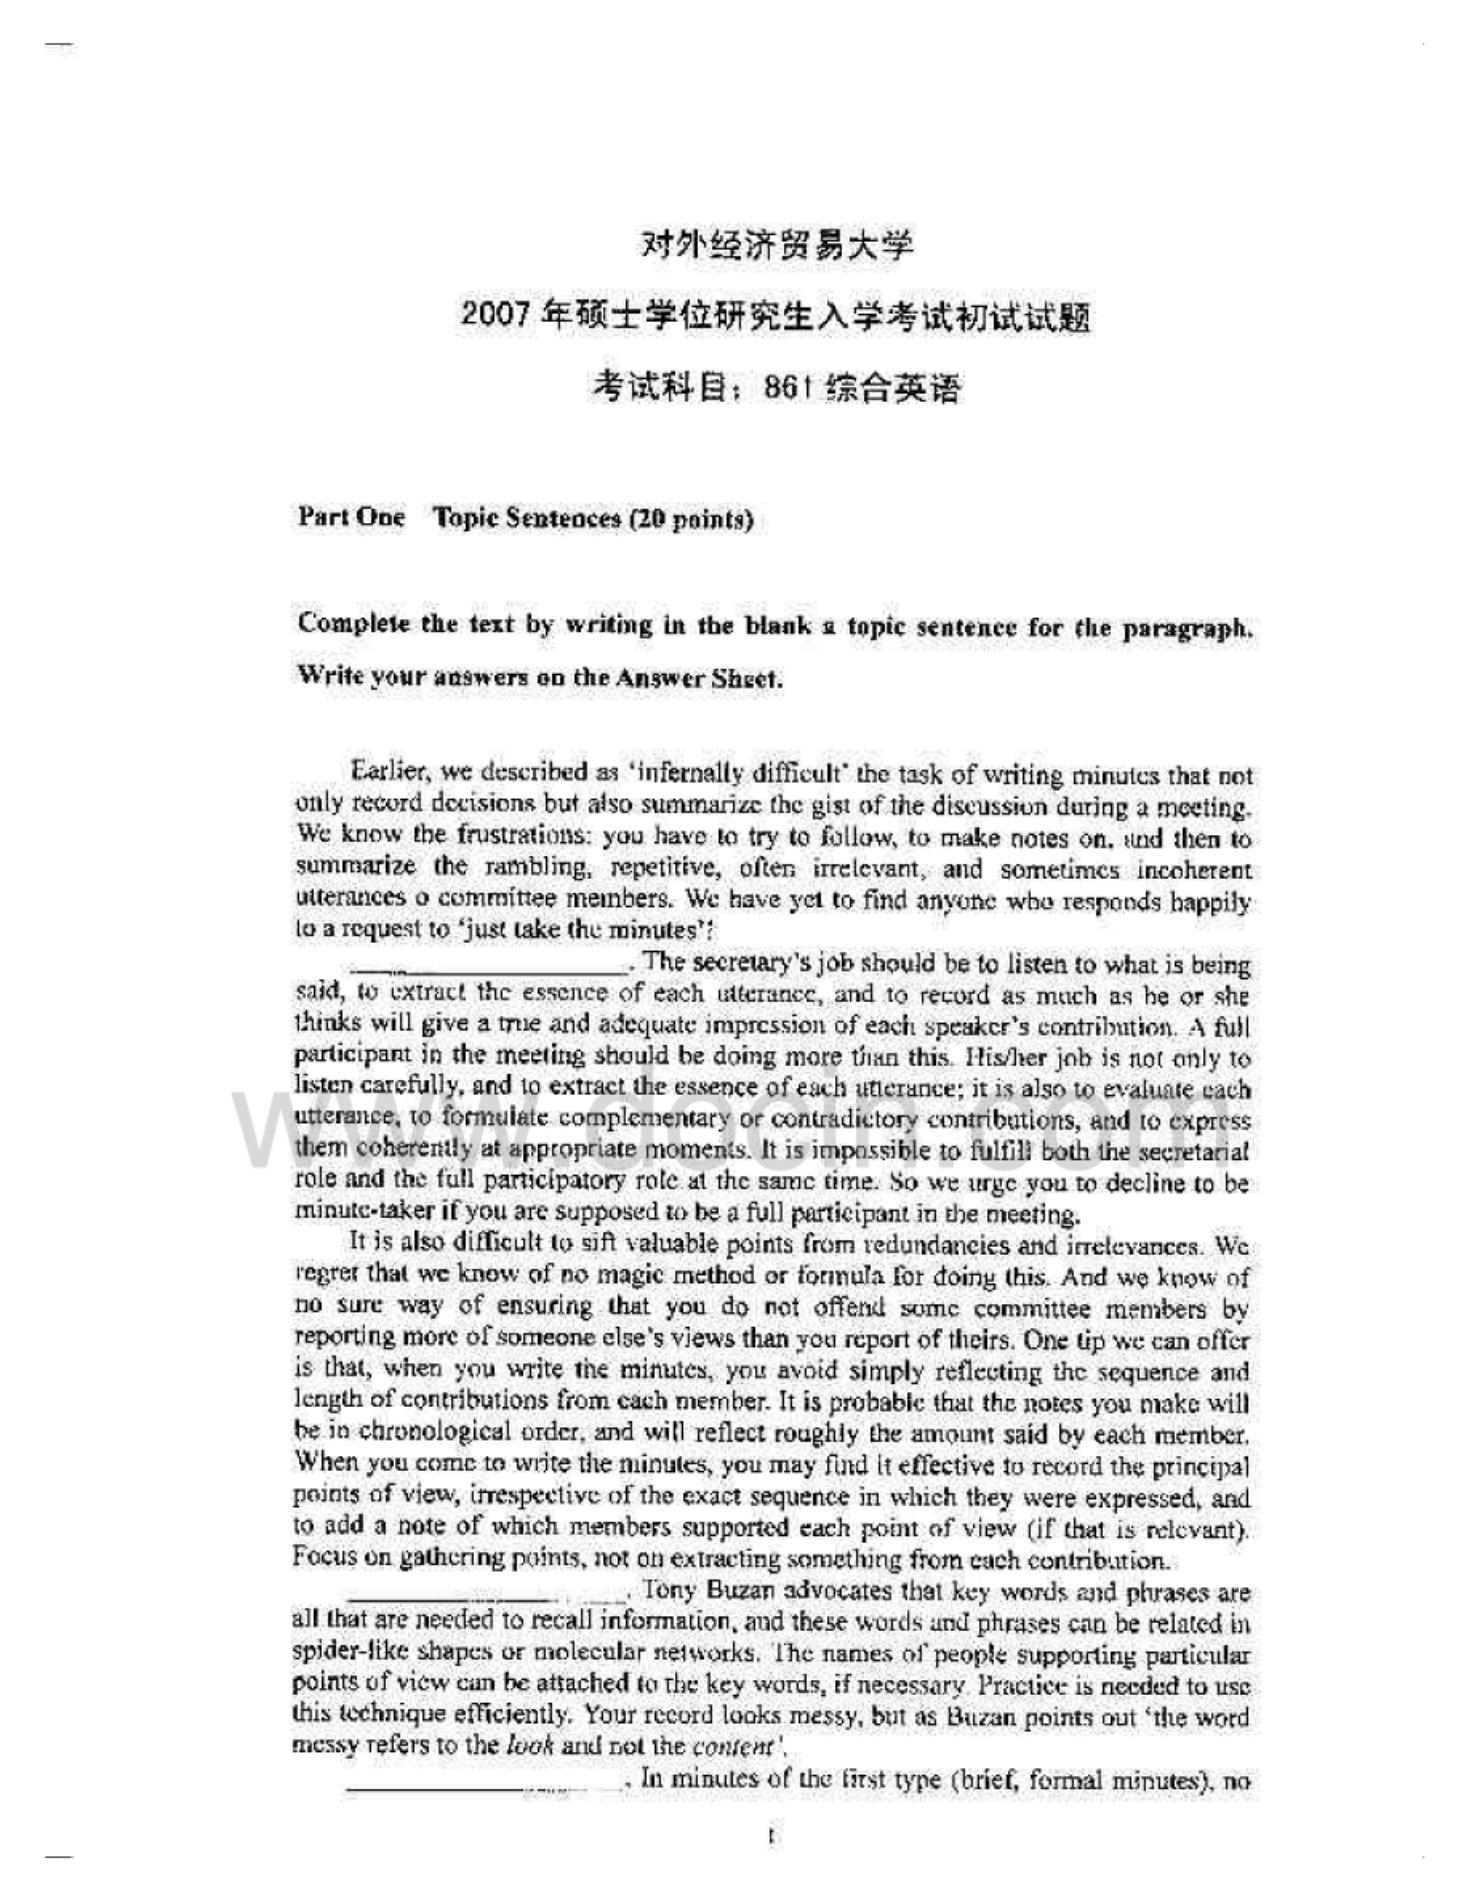 对外经济贸易大学
2007 年硕士学位研究生入学考试初试试题
考试科目：861 综合英语
Part One Topic Sentences (20 points)
Complete the text by writing in the blank a topic sentence for the paragraph.
Write your answers on the Answer Sheet.
Earlier, we described as ‘infernally difficult’ the task of writing minutes that not
only record decisions but also summarize the gist of the discussion during a meeting.
We know the frustrations: you have to try to follow, to make notes on, and then to
summarize the rambling, repetitive, often irrelevant, and sometimes incoherent
utterances o committee members. We have yet to find anyone who responds happily
to a request to ‘just take the minutes’!
____________________. The secretary’s job should be to listen to what is being
said, to extract the essence of each utterance, and to record as much as he or she
thinks will give a true and adequate impression of each speaker’s contribution. A full
participant in the meeting should be doing more than this. His/her job is not only to
listen carefully, and to extract the essence of each utterance; it is also to evaluate each
utterance, to formulate complementary or contradictory contributions, and to express
them coherently at appropriate moments. It is impossible to fulfill both the secretarial
role and the full participatory role at the same time. So we urge you to decline to be
minute-taker if you are supposed to be a full participant in the meeting.
It is also difficult to sift valuable points from redundancies and irrelevances. We
regret that we know of no magic method or formula for doing this. And we know of
no sure way of ensuring that you do not offend some committee members by
reporting more of someone else’s views than you report of theirs. One tip we can offer
is that, when you write the minutes, you avoid simply reflecting the sequence and
length of contributions from each member. It is probable that the notes you make will
be in chronological order, and will reflect roughly the amount said by each member.
When you come to write the minutes, you may find it effective to record the principal
points of view, irrespective of the exact sequence in which they were expressed, and
to add a note of which members supported each point of view (if that is relevant).
Focus on gathering points, not on extracting something from each contribution.
____________________. Tony Buzan advocates that key words and phrases are
all that are needed to recall information, and these words and phrases can be related in
spider-like shapes or molecular networks. The names of people supporting particular
points of view can be attached to the key words, if necessary. Practice is needed to use
this technique efficiently. Your record looks messy, but as Buzan points out ‘the word
messy refers to the look and not the content’.
____________________. In minutes of the first type (brief, formal minutes), no
1
www.docin.com